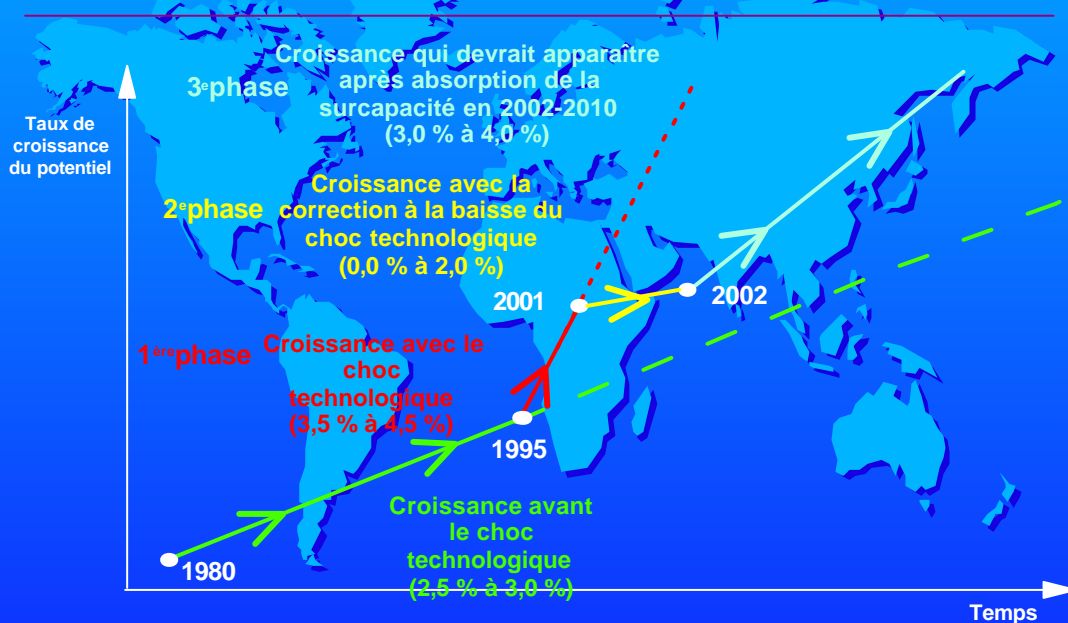 Croissance qui devrait apparaître
après absorption de la
surcapacité en 2002-2010
(3,0 % à 4,0 %)
3ᵉphase
Taux de
croissance
du potentiel
Croissance avec la
correction à la baisse du
choc technologique
(0,0 % à 2,0 %)
2ᵉphase
2001
2002
1ᵉʳᵉphase
Croissance avec le
choc
technologique
(3,5 % à 4,5 %)
1995
Croissance avant
le choc
technologique
(2,5 % à 3,0 %)
1980
Temps